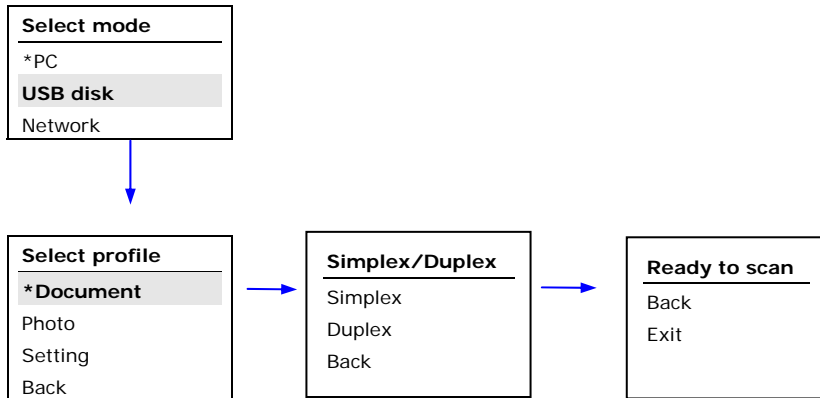 Select mode
*PC
USB disk
Network
Select profile
*Document
Photo
Setting
Back
Simplex/Duplex
Simplex
Duplex
Back
Ready to scan
Back
Exit